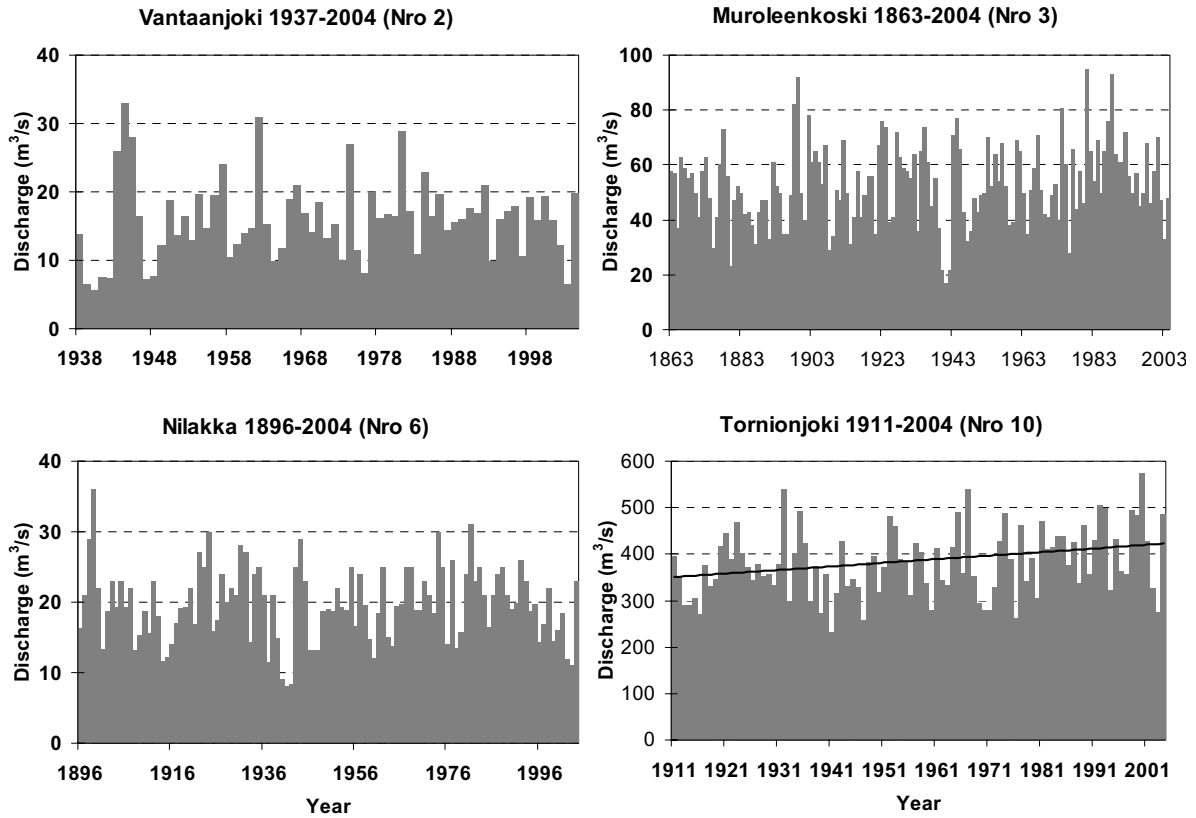 Vantaanjoki 1937-2004 (Nro 2)
Discharge (m³/s)
40
30
20
10
0
1938 1948 1958 1968 1978 1988 1998
Muroleenkoski 1863-2004 (Nro 3)
Discharge (m³/s)
100
80
60
40
20
0
1863 1883 1903 1923 1943 1963 1983 2003
Nilakka 1896-2004 (Nro 6)
Discharge (m³/s)
40
30
20
10
0
1896 1916 1936 1956 1976 1996
Year
Tornionjoki 1911-2004 (Nro 10)
Discharge (m³/s)
600
500
400
300
200
100
0
1911 1921 1931 1941 1951 1961 1971 1981 1991 2001
Year